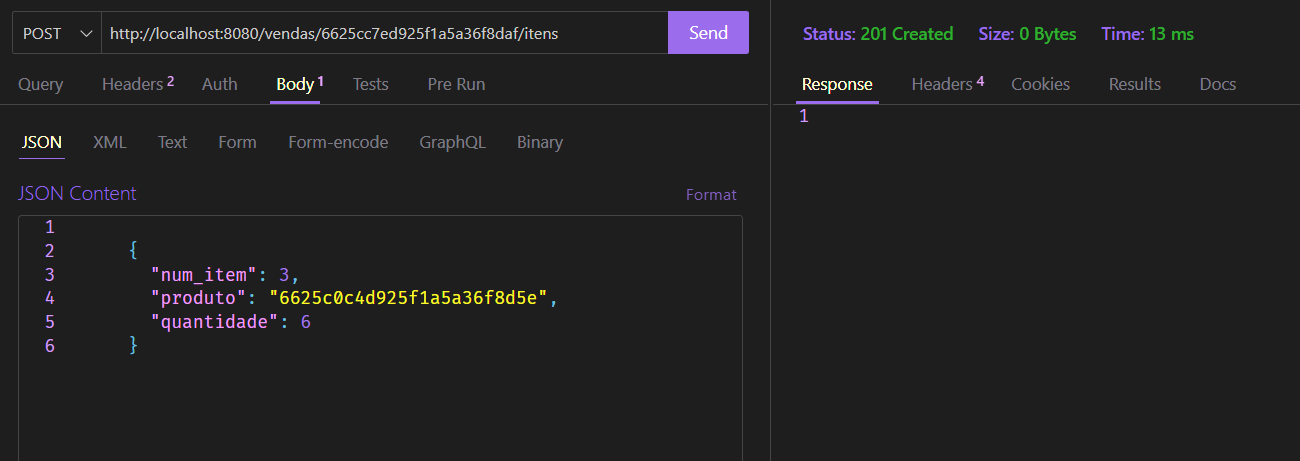 POST http://localhost:8080/vendas/6625cc7ed925f1a5a36f8daf/itens Send
Query Headers 2 Auth Body 1 Tests Pre Run
JSON XML Text Form Form-encode GraphQL Binary
JSON Content Format
1
2 {
3 "num_item": 3,
4 "produto": "6625c0c4d925f1a5a36f8d5e",
5 "quantidade": 6
6 }
Status: 201 Created Size: 0 Bytes Time: 13 ms
Response Headers 4 Cookies Results Docs
1